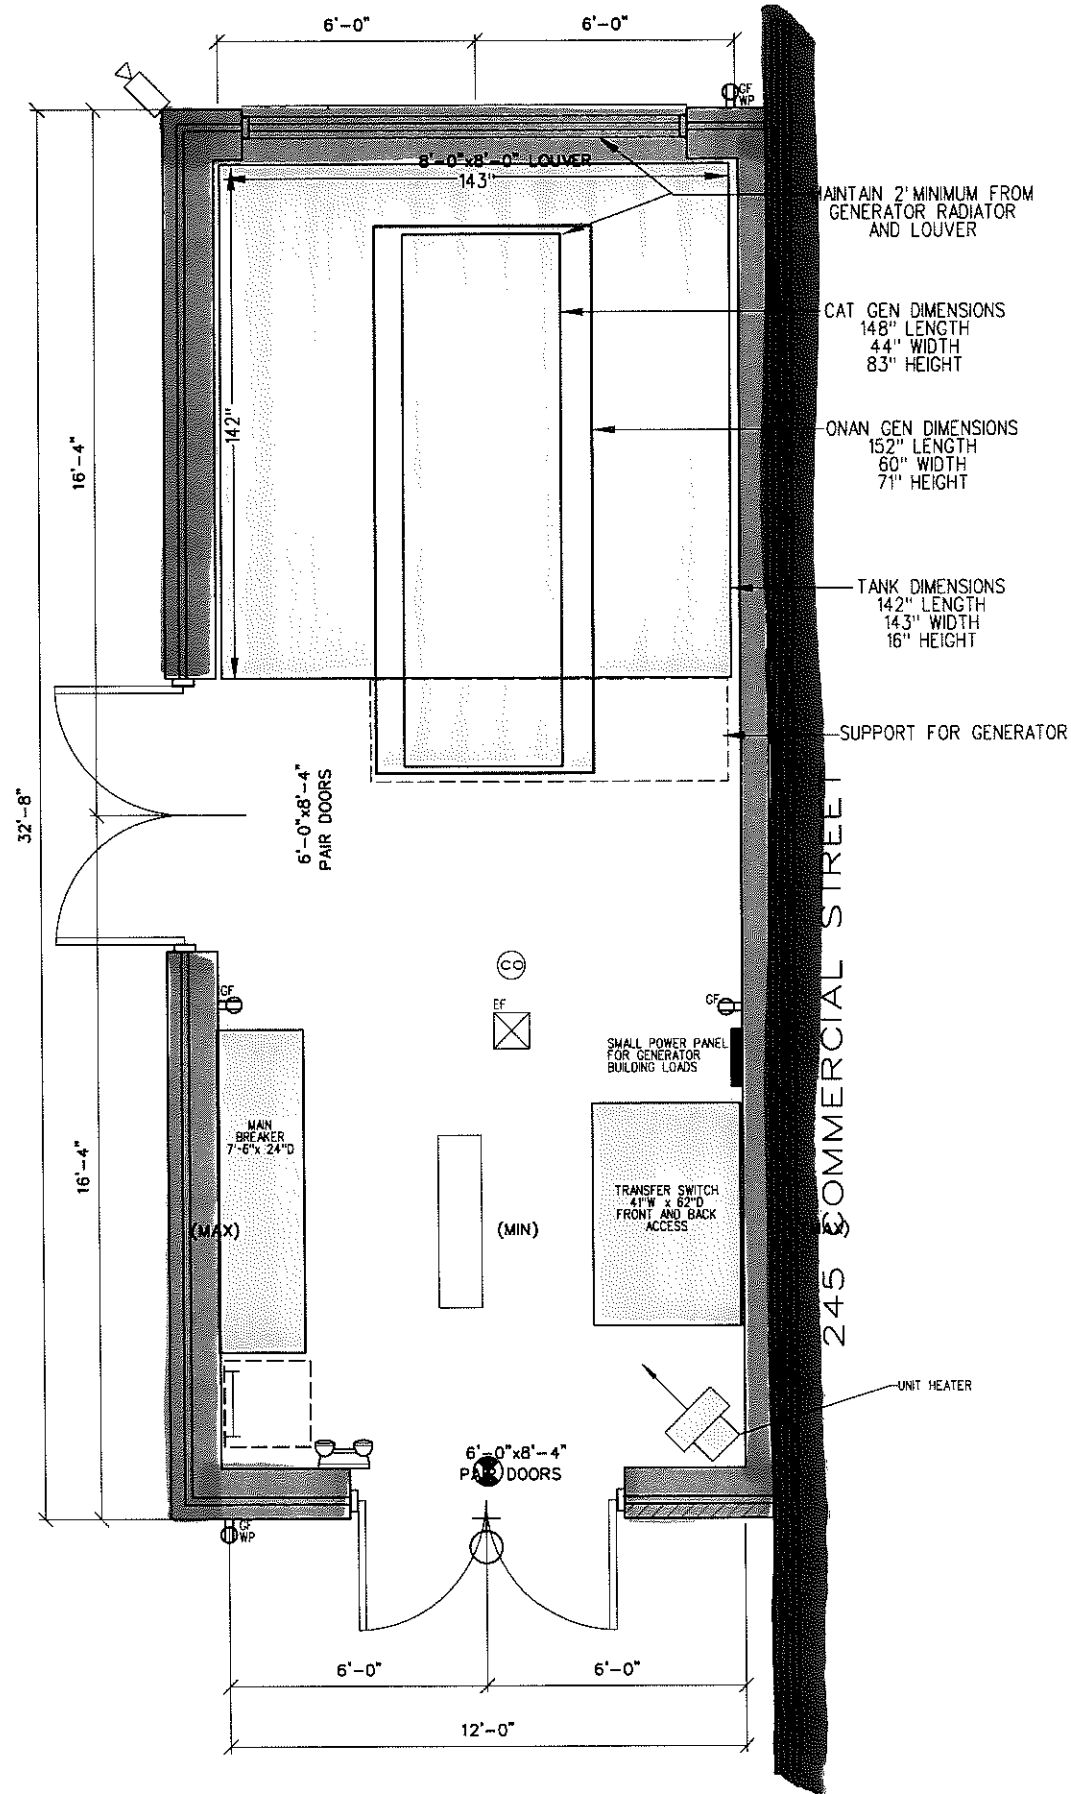 6'-0" 6'-0"
GF
WP
8'-0"x8'-0" LOUVER
143"
MAINTAIN 2' MINIMUM FROM
GENERATOR RADIATOR
AND LOUVER
CAT GEN DIMENSIONS
148" LENGTH
44" WIDTH
83" HEIGHT
142"
16'-4"
ONAN GEN DIMENSIONS
152" LENGTH
60" WIDTH
71" HEIGHT
TANK DIMENSIONS
142" LENGTH
143" WIDTH
16" HEIGHT
SUPPORT FOR GENERATOR
32'-8"
6'-0"x8'-4"
PAIR DOORS
245 COMMERCIAL STREET
CO
GF
GF
EF
SMALL POWER PANEL
FOR GENERATOR
BUILDING LOADS
MAIN
BREAKER
7'-6"x 24"D
16'-4"
TRANSFER SWITCH
41"W x 62"D
FRONT AND BACK
ACCESS
(MAX) (MIN) (MAX)
UNIT HEATER
6'-0"x8'-4"
PAIR DOORS
GF
WP
6'-0" 6'-0"
12'-0"